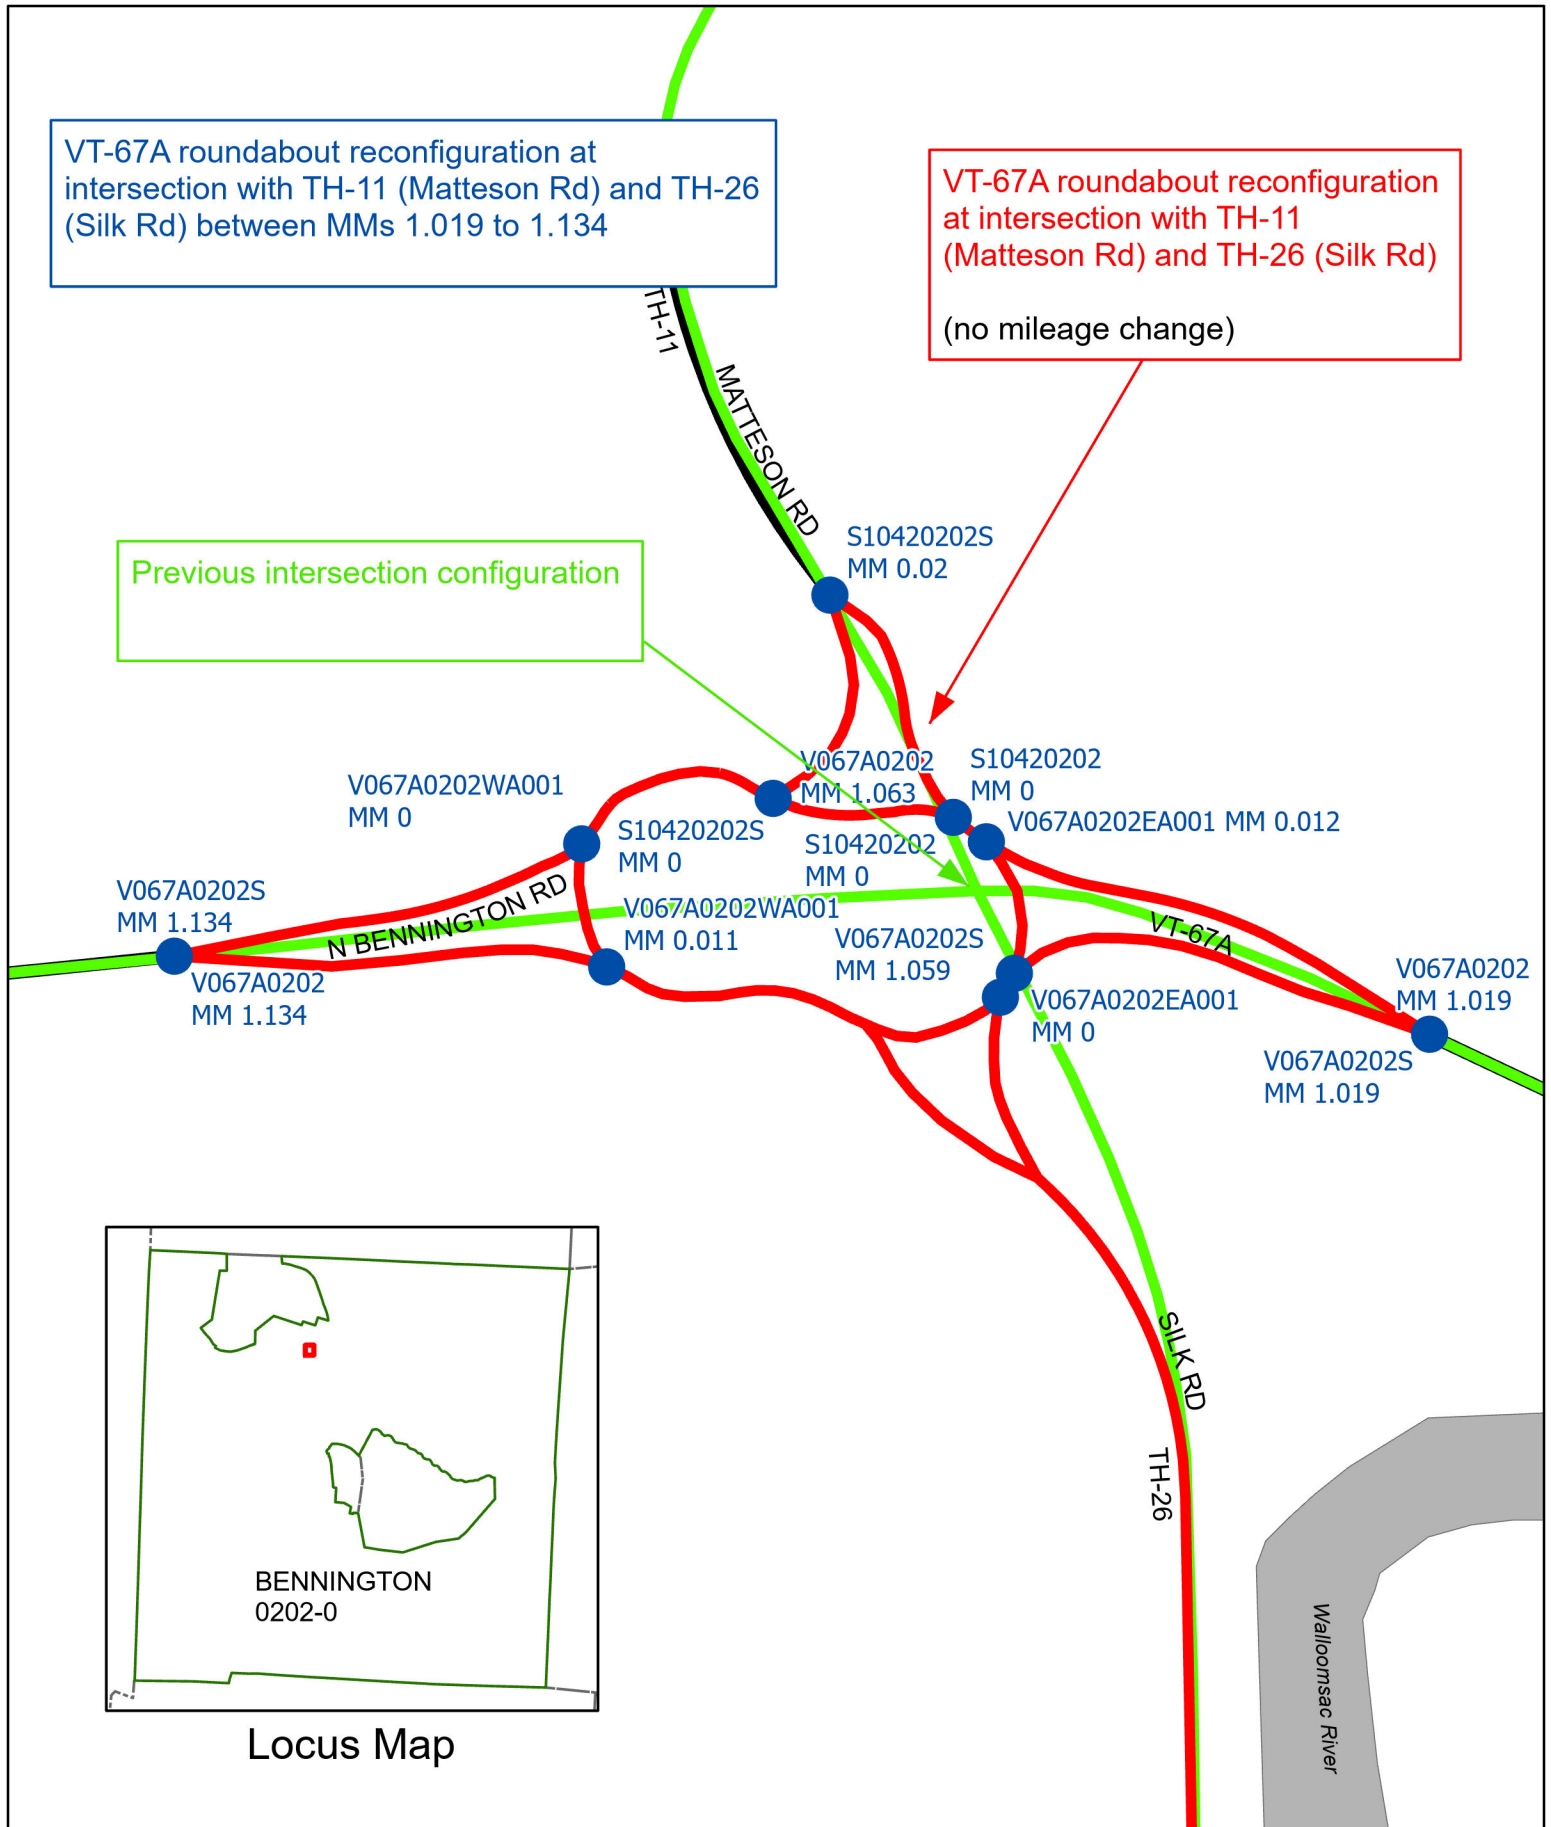 VT-67A roundabout reconfiguration at
intersection with TH-11 (Matteson Rd) and TH-26
(Silk Rd) between MMs 1.019 to 1.134
VT-67A roundabout reconfiguration
at intersection with TH-11
(Matteson Rd) and TH-26 (Silk Rd)
(no mileage change)
TH-11
MATTESON RD
S10420202S
MM 0.02
Previous intersection configuration
V067A0202
MM 1.063
S10420202
MM 0
V067A0202WA001
MM 0
V067A0202EA001 MM 0.012
S10420202S
MM 0
S10420202
MM 0
V067A0202S
MM 1.134
N BENNINGTON RD
V067A0202WA001
MM 0.011
V067A0202S
MM 1.059
VT-67A
V067A0202
MM 1.134
V067A0202
MM 1.019
V067A0202EA001
MM 0
V067A0202S
MM 1.019
SILK RD
TH-26
Walloomsac River
BENNINGTON
0202-0
Locus Map